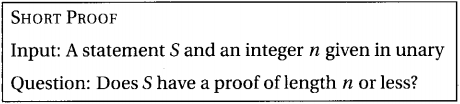 SHORT PROOF
Input: A statement S and an integer n given in unary
Question: Does S have a proof of length n or less?